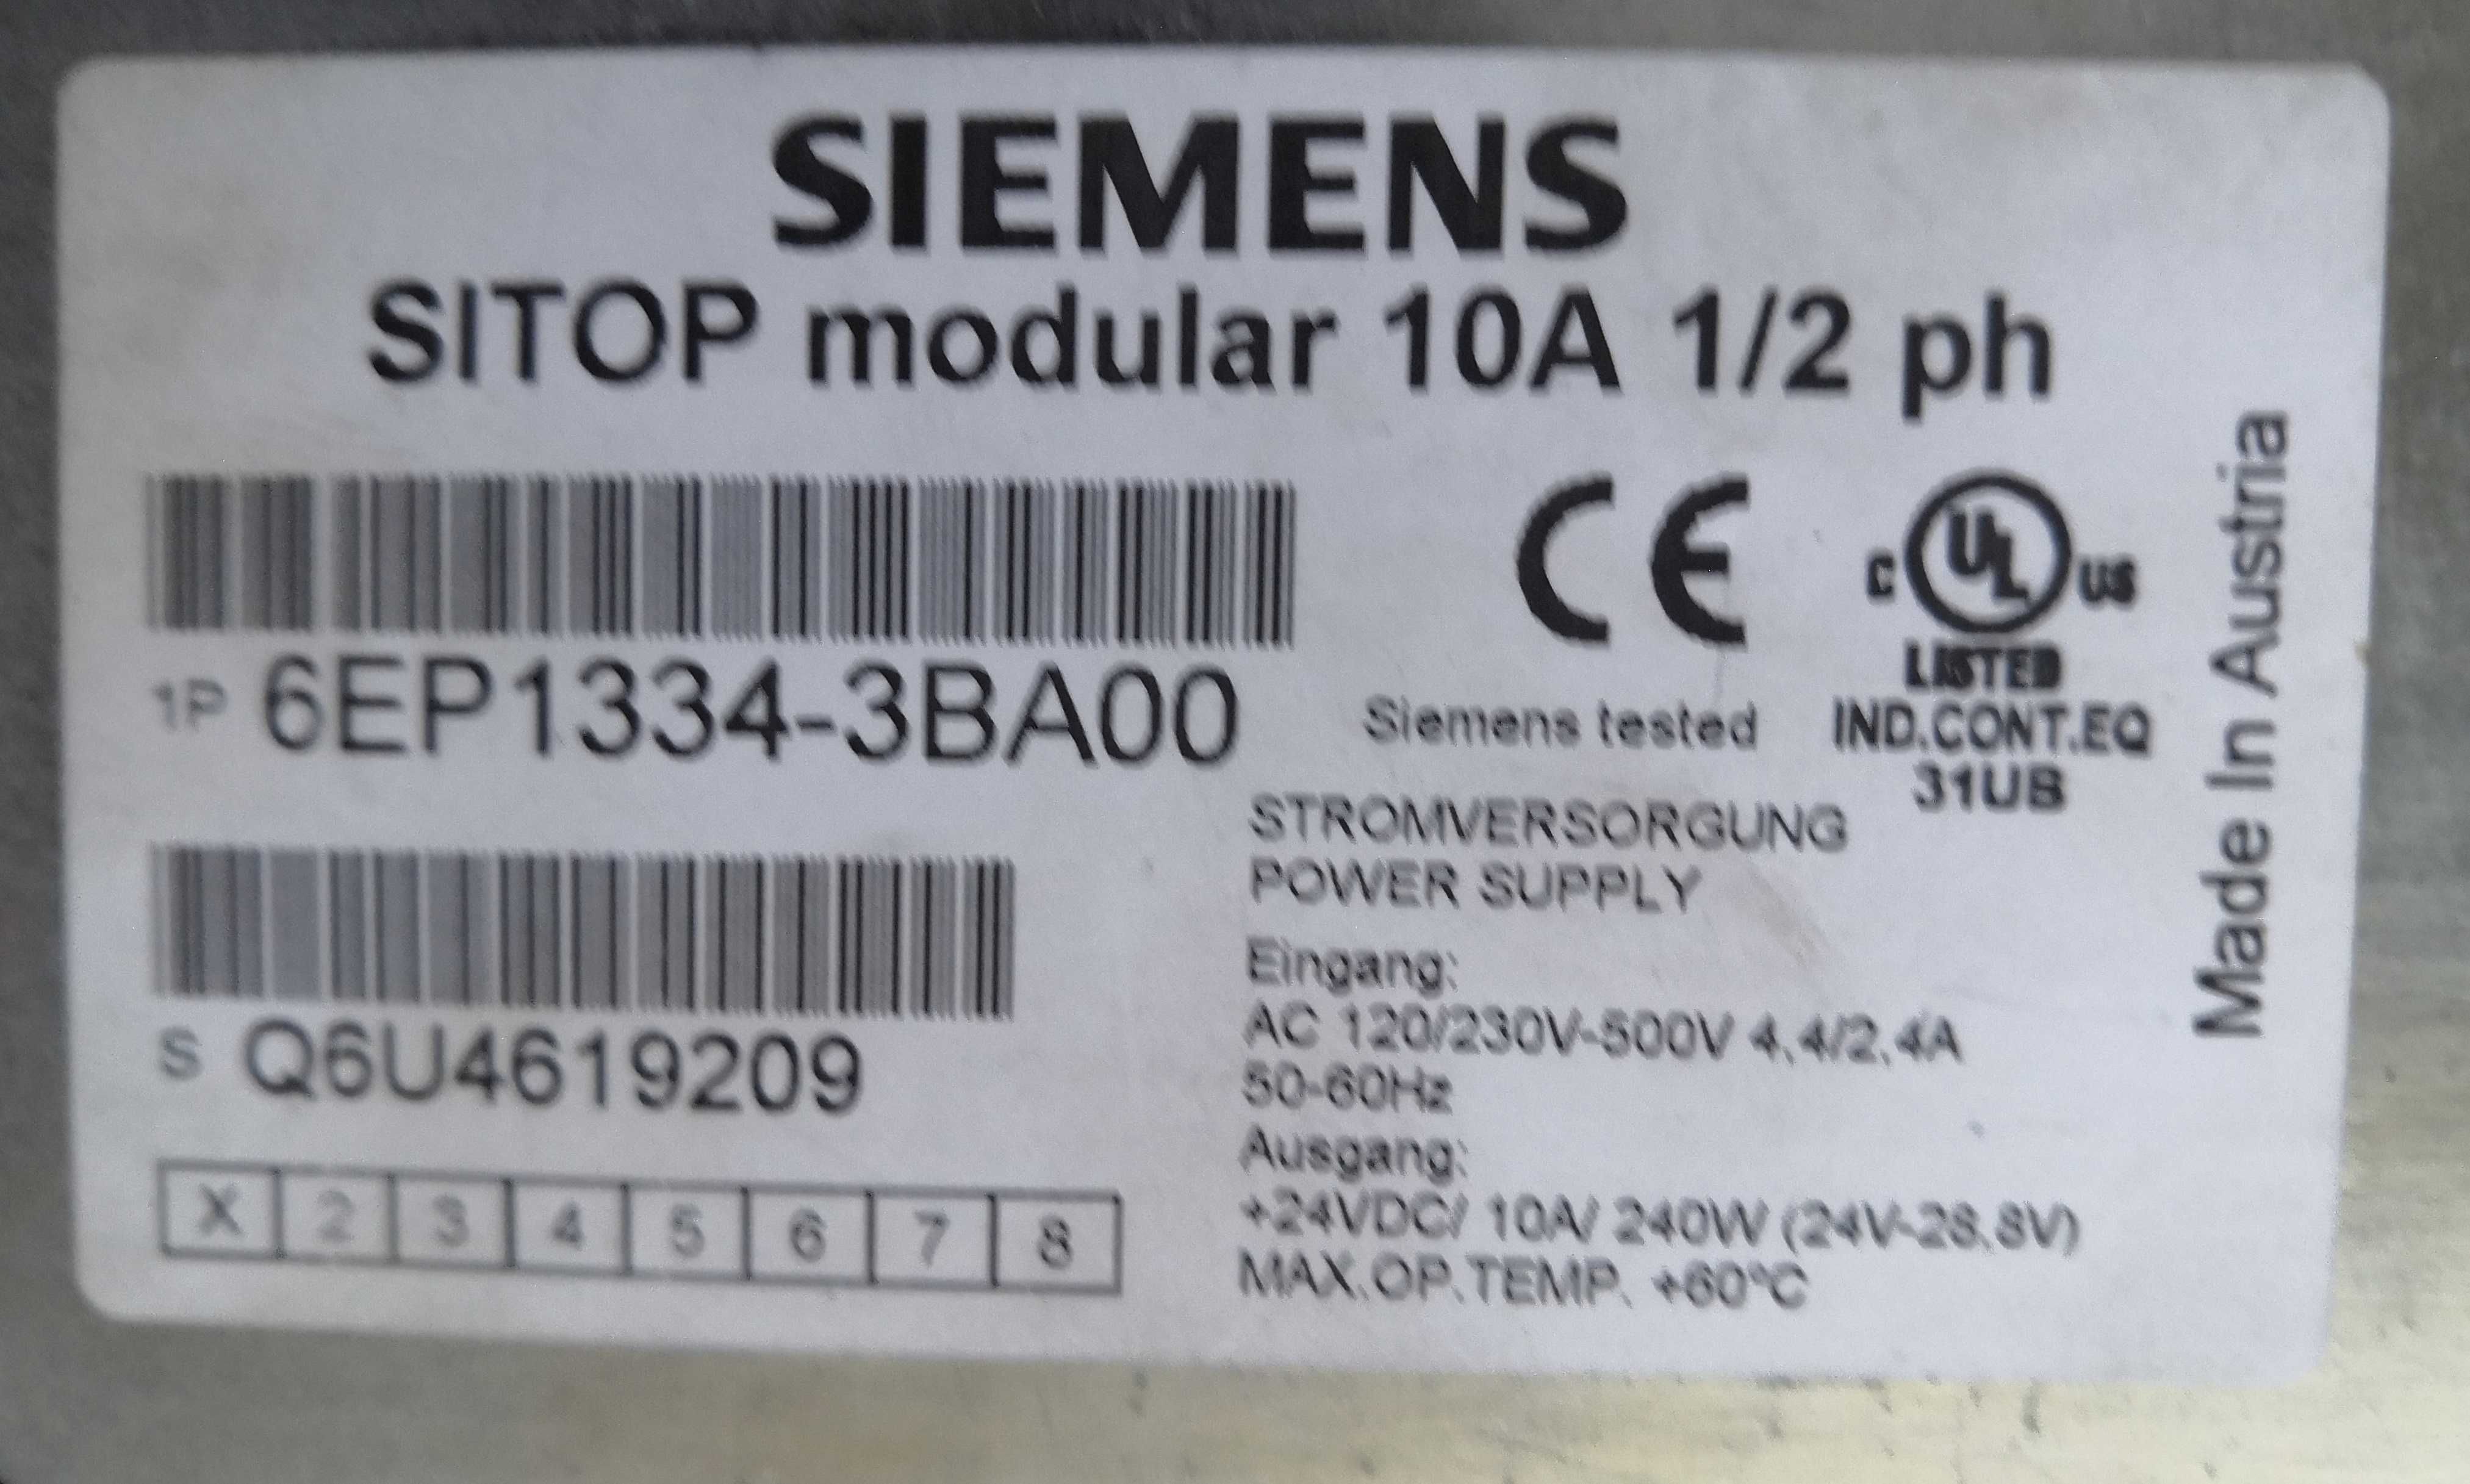 SIEMENS
SITOP modular 10A 1/2 ph
CE
C UL US
LISTED
1P 6EP1334-3BA00
Siemens tested
IND.CONT.EQ
31UB
STROMVERSORGUNG
POWER SUPPLY
Eingang:
AC 120/230V-500V 4,4/2,4A
50-60Hz
S Q6U4619209
Ausgang:
+24VDC/ 10A/ 240W (24V-28,8V)
MAX.OP.TEMP. +60°C
X 2 3 4 5 6 7 8
Made In Austria